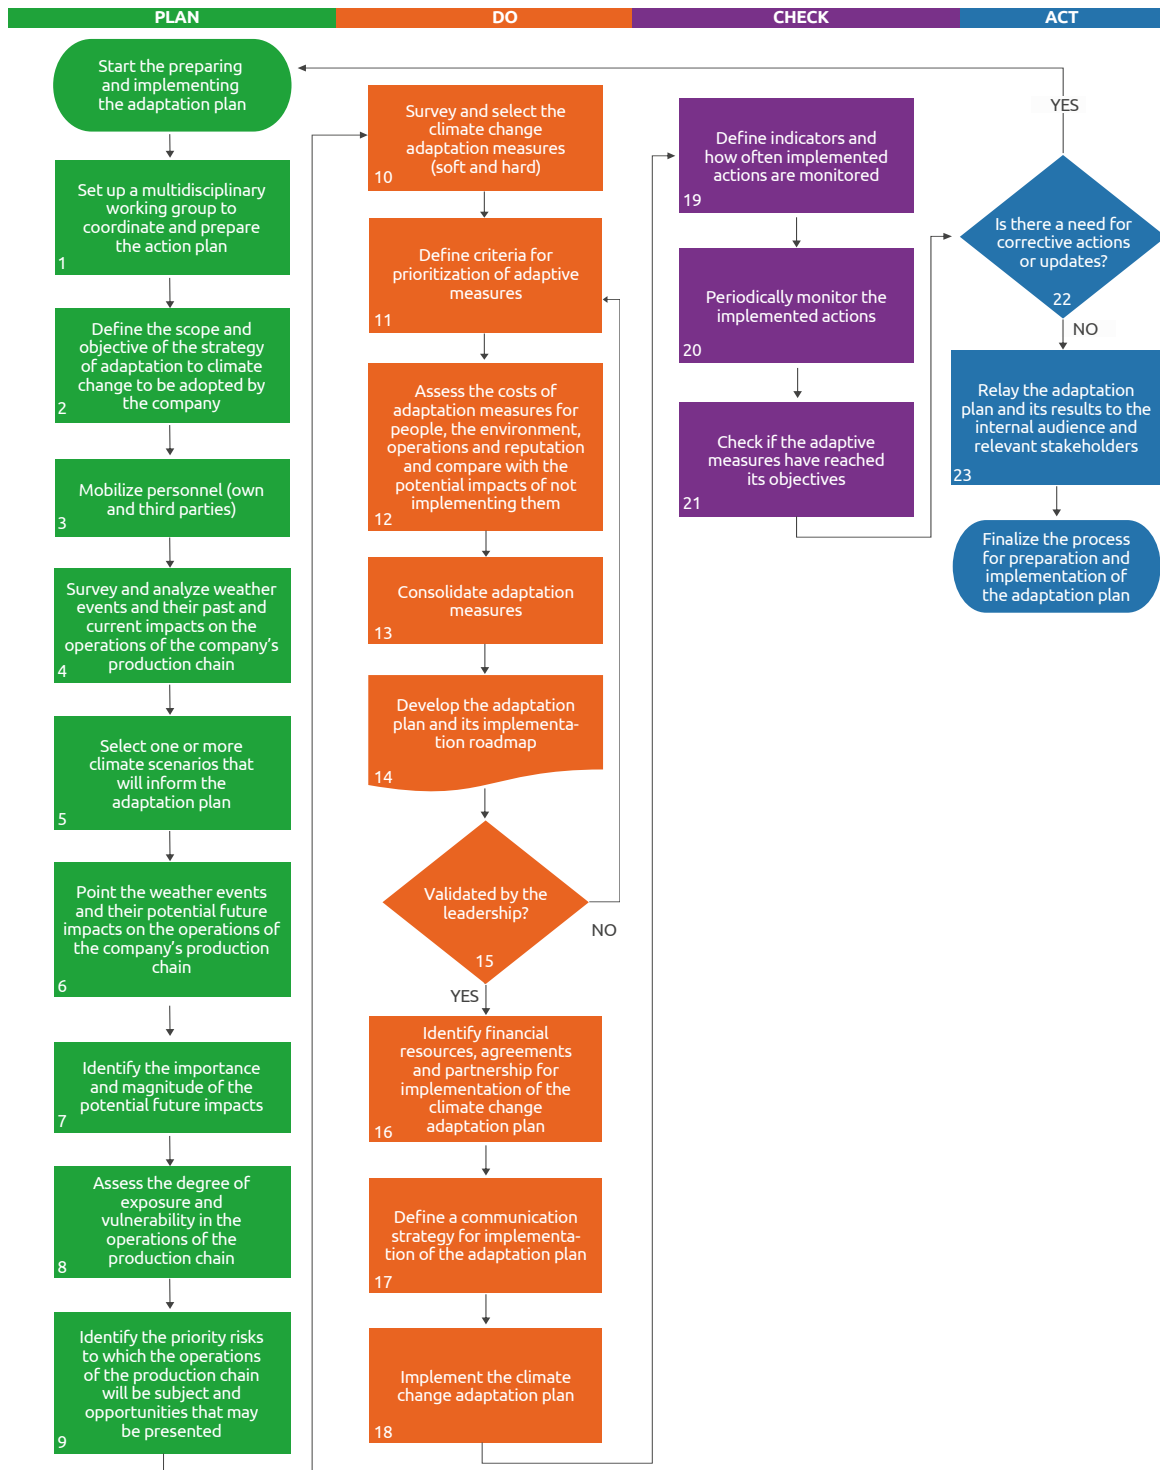 PLAN
DO
CHECK
ACT
Start the preparing
and implementing
the adaptation plan
Set up a multidisciplinary
working group to
coordinate and prepare
the action plan
1
Define the scope and
objective of the strategy
of adaptation to climate
change to be adopted by
the company
2
Mobilize personnel (own
and third parties)
3
Survey and analyze weather
events and their past and
current impacts on the
operations of the company’s
production chain
4
Select one or more
climate scenarios that
will inform the
adaptation plan
5
Point the weather events
and their potential future
impacts on the operations of
the company’s production
chain
6
Identify the importance
and magnitude of the
potential future impacts
7
Assess the degree of
exposure and
vulnerability in the
operations of the
production chain
8
Identify the priority risks
to which the operations
of the production chain
will be subject and
opportunities that may
be presented
9
Survey and select the
climate change
adaptation measures
(soft and hard)
10
Define criteria for
prioritization of adaptive
measures
11
Assess the costs of
adaptation measures for
people, the environment,
operations and reputation
and compare with the
potential impacts of not
implementing them
12
Consolidate adaptation
measures
13
Develop the adaptation
plan and its implementa-
tion roadmap
14
Validated by the
leadership?
15
NO
YES
Identify financial
resources, agreements
and partnership for
implementation of the
climate change
adaptation plan
16
Define a communication
strategy for implementa-
tion of the adaptation plan
17
Implement the climate
change adaptation plan
18
Define indicators and
how often implemented
actions are monitored
19
Periodically monitor the
implemented actions
20
Check if the adaptive
measures have reached
its objectives
21
YES
Is there a need for
corrective actions
or updates?
22
NO
Relay the adaptation
plan and its results to the
internal audience and
relevant stakeholders
23
Finalize the process
for preparation and
implementation of
the adaptation plan